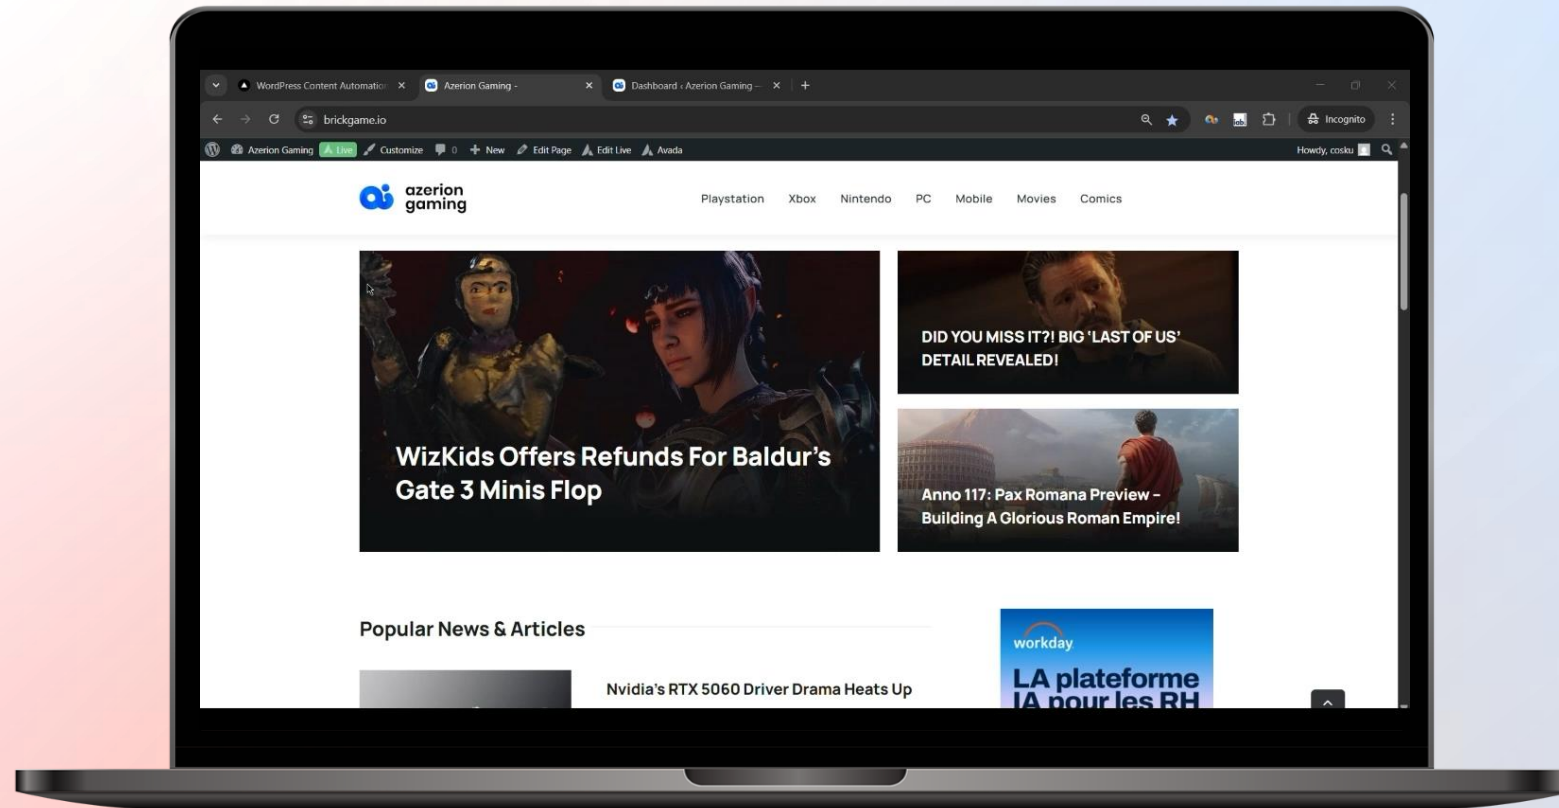 WordPress Content Automation
Azerion Gaming -
Dashboard ‹ Azerion Gaming —
brickgame.io
Incognito
Azerion Gaming
Live
Customize
0
New
Edit Page
Edit Live
Avada
Howdy, cosku
azerion
gaming
Playstation
Xbox
Nintendo
PC
Mobile
Movies
Comics
WizKids Offers Refunds For Baldur’s
Gate 3 Minis Flop
DID YOU MISS IT?! BIG ‘LAST OF US’
DETAIL REVEALED!
Anno 117: Pax Romana Preview –
Building A Glorious Roman Empire!
Popular News & Articles
Nvidia’s RTX 5060 Driver Drama Heats Up
workday
LA plateforme
IA pour les RH